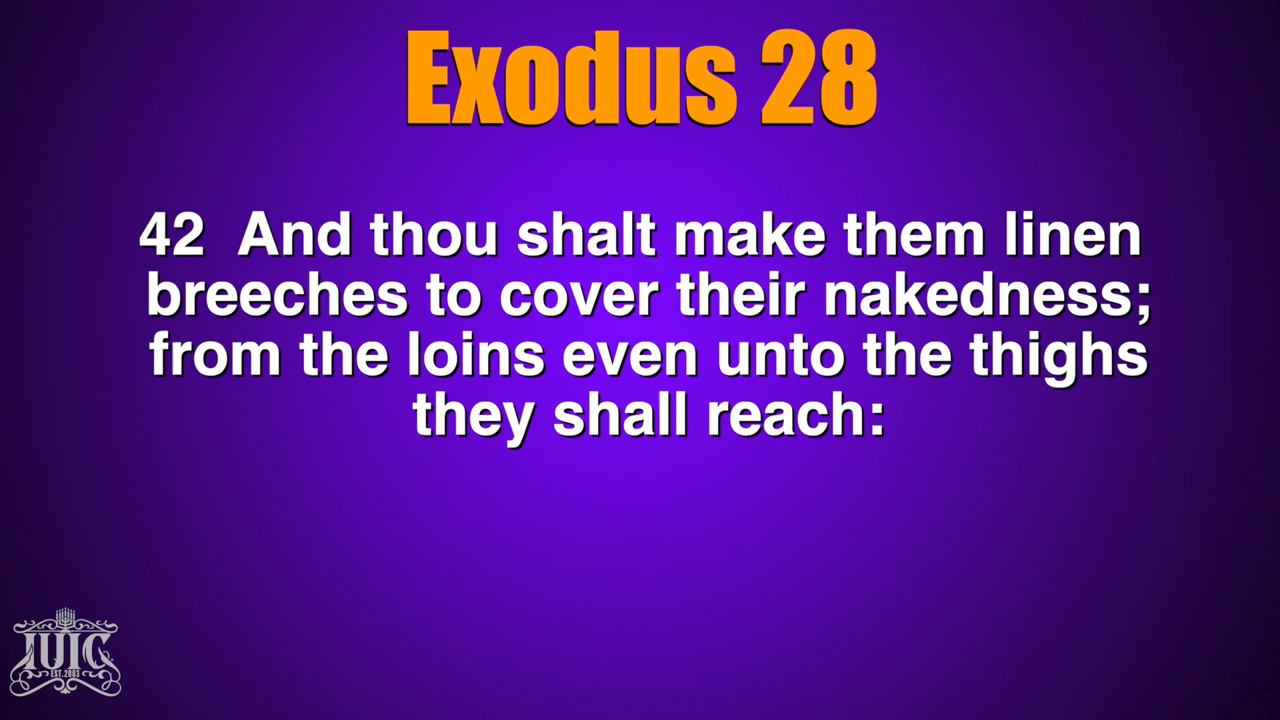 Exodus 28
42 And thou shalt make them linen
breeches to cover their nakedness;
from the loins even unto the thighs
they shall reach:
IUIC
EST.2003